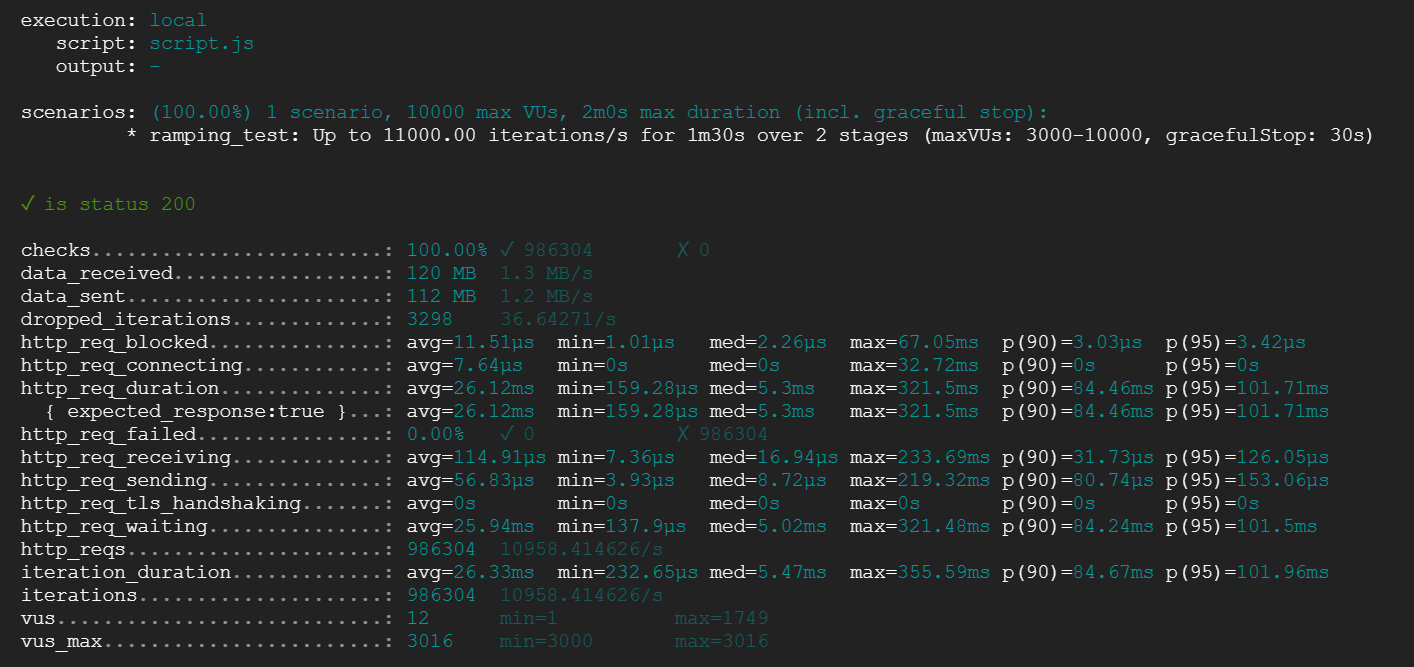 execution: local
script: script.js
output: -
scenarios: (100.00%) 1 scenario, 10000 max VUs, 2m0s max duration (incl. graceful stop):
* ramping_test: Up to 11000.00 iterations/s for 1m30s over 2 stages (maxVUs: 3000-10000, gracefulStop: 30s)
✓ is status 200
checks.........................: 100.00% ✓ 986304 ✗ 0
data_received..................: 120 MB 1.3 MB/s
data_sent......................: 112 MB 1.2 MB/s
dropped_iterations.............: 3298 36.64271/s
http_req_blocked...............: avg=11.51µs min=1.01µs med=2.26µs max=67.05ms p(90)=3.03µs p(95)=3.42µs
http_req_connecting............: avg=7.64µs min=0s med=0s max=32.72ms p(90)=0s p(95)=0s
http_req_duration..............: avg=26.12ms min=159.28µs med=5.3ms max=321.5ms p(90)=84.46ms p(95)=101.71ms
{ expected_response:true }...: avg=26.12ms min=159.28µs med=5.3ms max=321.5ms p(90)=84.46ms p(95)=101.71ms
http_req_failed................: 0.00% ✓ 0 ✗ 986304
http_req_receiving.............: avg=114.91µs min=7.36µs med=16.94µs max=233.69ms p(90)=31.73µs p(95)=126.05µs
http_req_sending...............: avg=56.83µs min=3.93µs med=8.72µs max=219.32ms p(90)=80.74µs p(95)=153.06µs
http_req_tls_handshaking.......: avg=0s min=0s med=0s max=0s p(90)=0s p(95)=0s
http_req_waiting...............: avg=25.94ms min=137.9µs med=5.02ms max=321.48ms p(90)=84.24ms p(95)=101.5ms
http_reqs......................: 986304 10958.414626/s
iteration_duration.............: avg=26.33ms min=232.65µs med=5.47ms max=355.59ms p(90)=84.67ms p(95)=101.96ms
iterations.....................: 986304 10958.414626/s
vus............................: 12 min=1 max=1749
vus_max........................: 3016 min=3000 max=3016